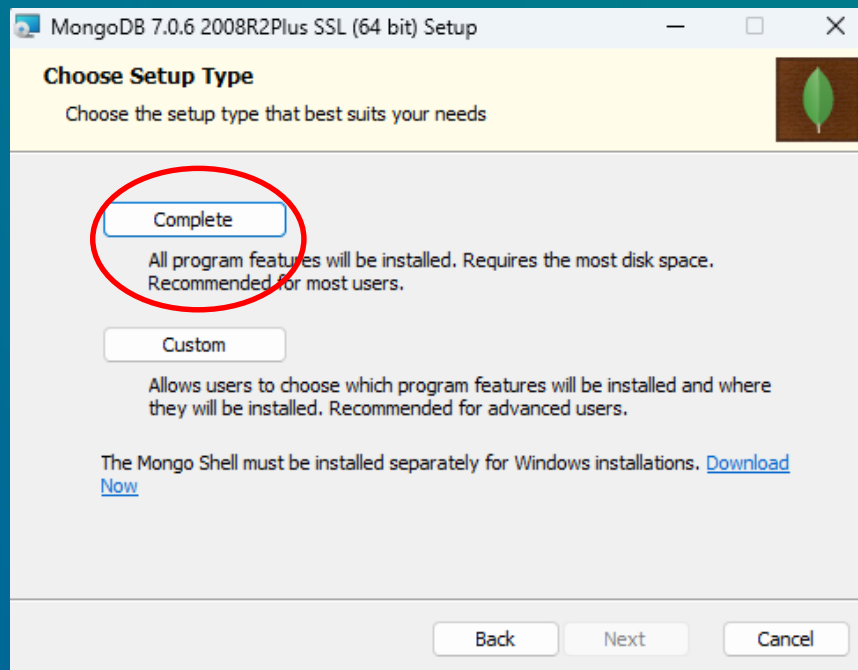 MongoDB 7.0.6 2008R2Plus SSL (64 bit) Setup
Choose Setup Type
Choose the setup type that best suits your needs
Complete
All program features will be installed. Requires the most disk space.
Recommended for most users.
Custom
Allows users to choose which program features will be installed and where
they will be installed. Recommended for advanced users.
The Mongo Shell must be installed separately for Windows installations. Download
Now
Back Next Cancel